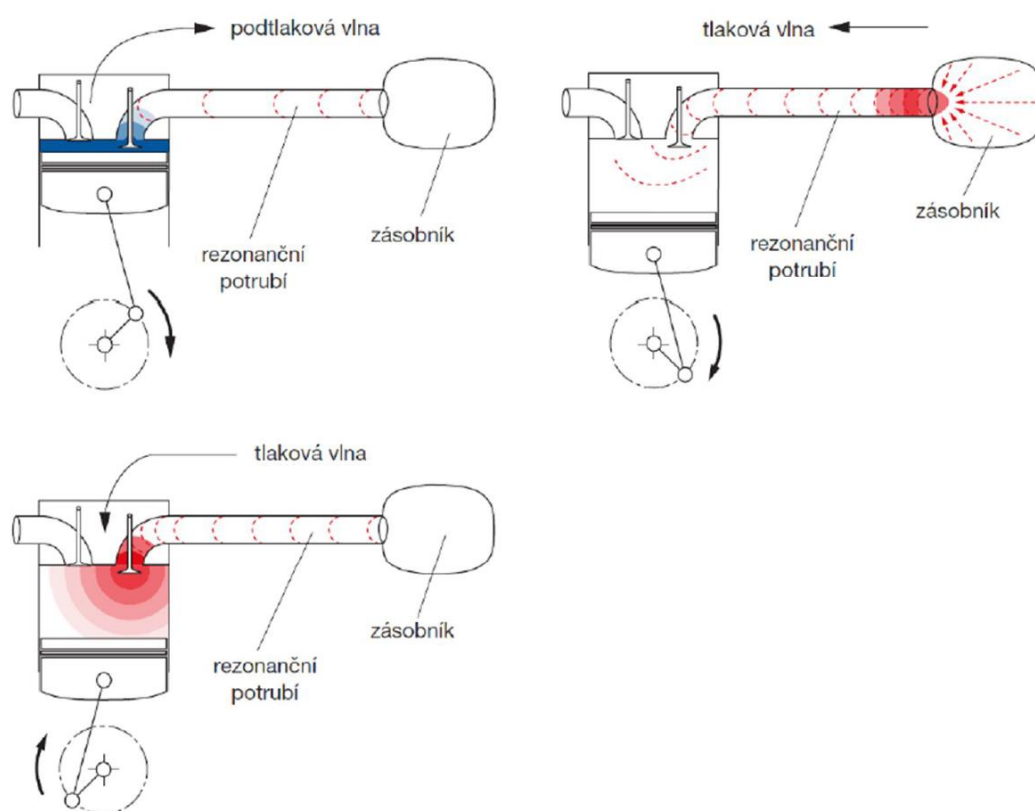 podtlaková vlna
zásobník
rezonanční
potrubí
tlaková vlna
zásobník
rezonanční
potrubí
tlaková vlna
zásobník
rezonanční
potrubí